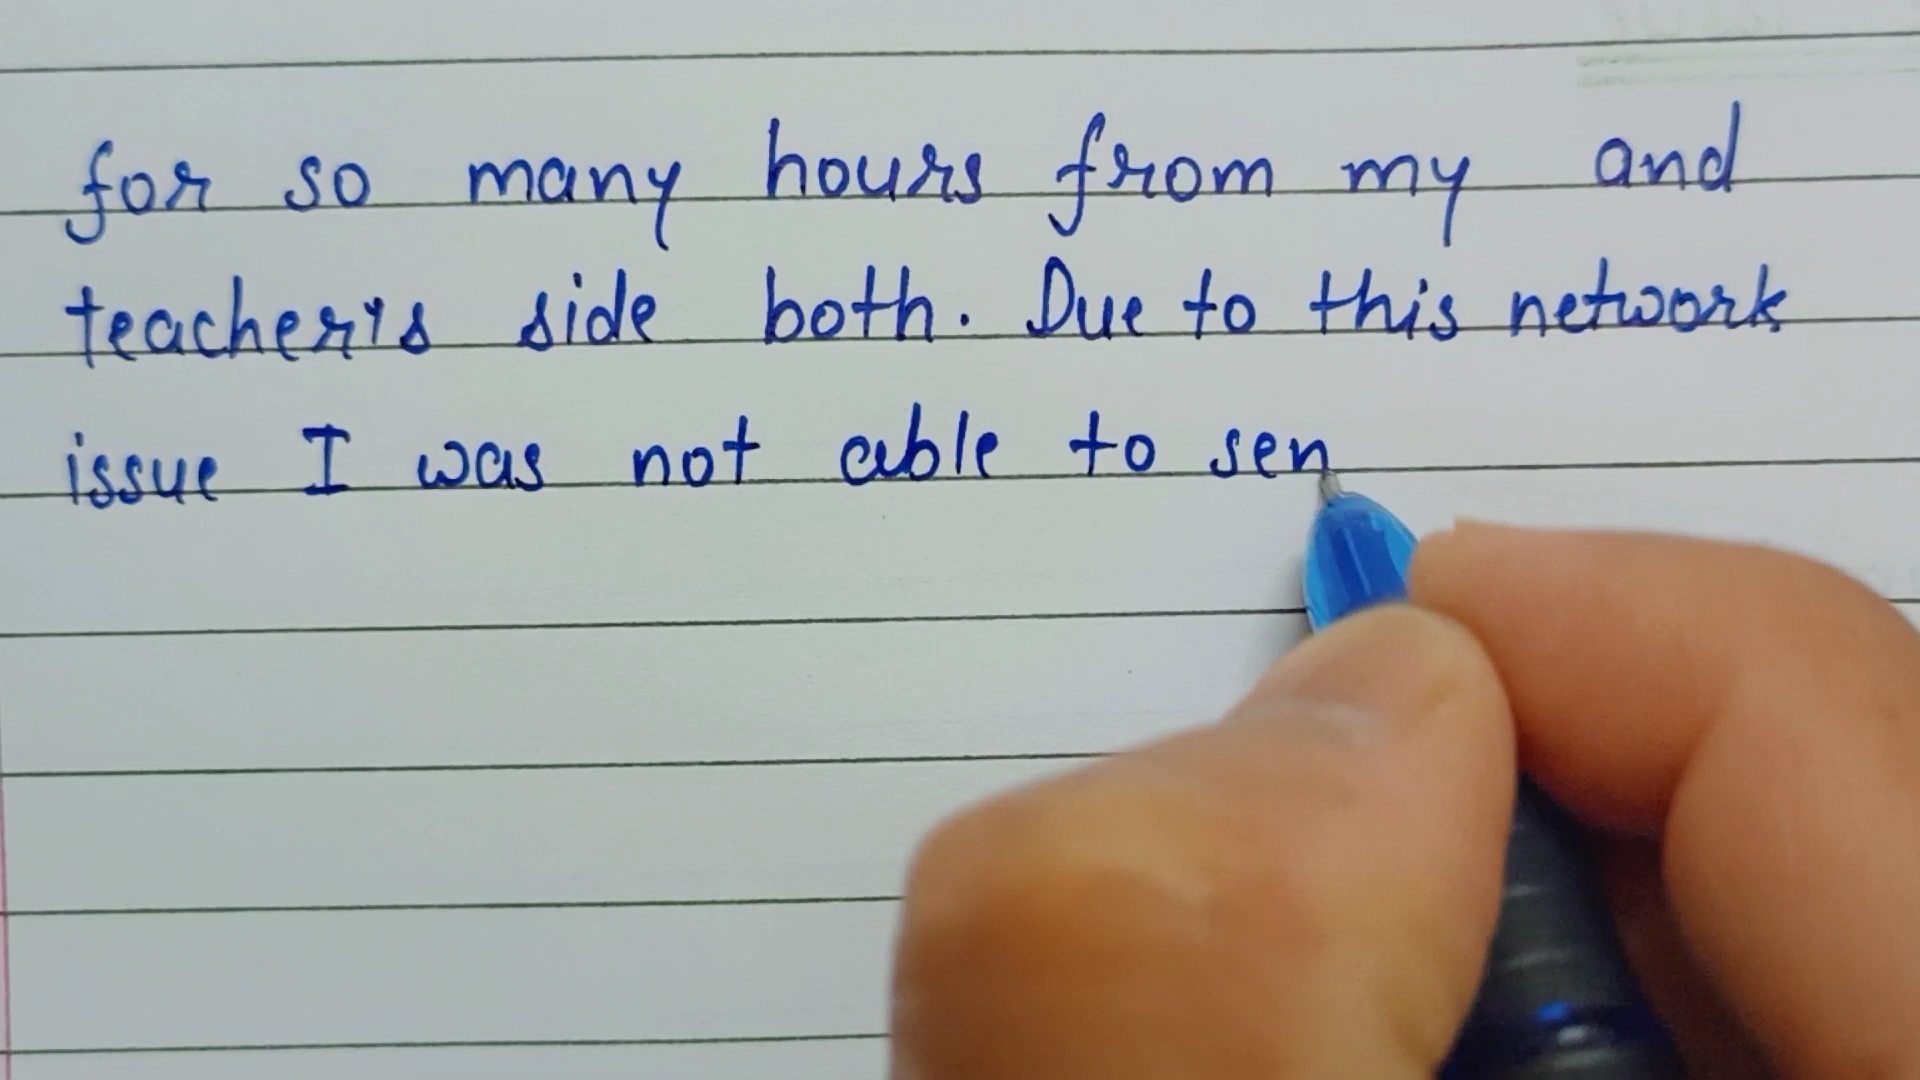 for so many hours from my and
teacher's side both. Due to this network
issue I was not able to sen